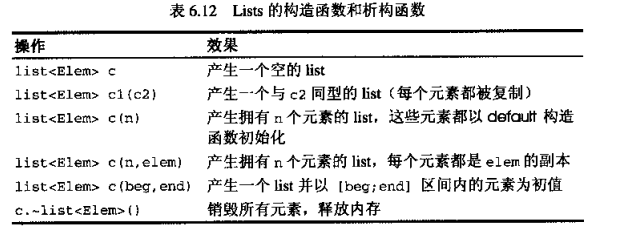 表 6.12 Lists 的构造函数和析构函数
操作 效果
list<Elem> c 产生一个空的 list
list<Elem> c1(c2) 产生一个与 c2 同型的 list（每个元素都被复制）
list<Elem> c(n) 产生拥有 n 个元素的 list，这些元素都以 default 构造
函数初始化
list<Elem> c(n,elem) 产生拥有 n 个元素的 list，每个元素都是 elem 的副本
list<Elem> c(beg,end) 产生一个 list 并以 [beg;end] 区间内的元素为初值
c.~list<Elem>() 销毁所有元素，释放内存